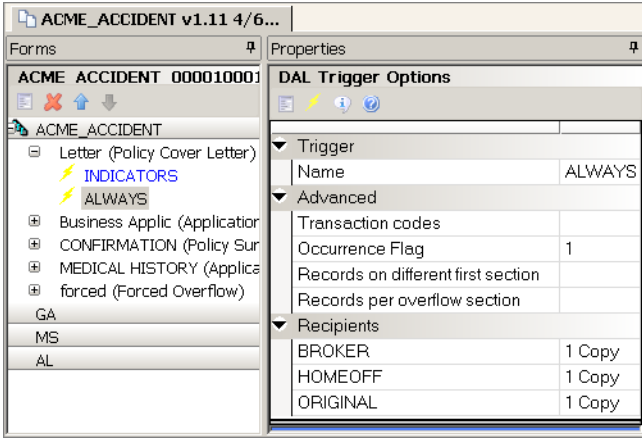 ACME_ACCIDENT v1.11 4/6...
Forms
ACME ACCIDENT 000010001
ACME_ACCIDENT
Letter (Policy Cover Letter)
INDICATORS
ALWAYS
Business Applic (Application
CONFIRMATION (Policy Sur
MEDICAL HISTORY (Applica
forced (Forced Overflow)
GA
MS
AL
Properties
DAL Trigger Options
Trigger
Name ALWAYS
Advanced
Transaction codes
Occurrence Flag 1
Records on different first section
Records per overflow section
Recipients
BROKER 1 Copy
HOMEOFF 1 Copy
ORIGINAL 1 Copy